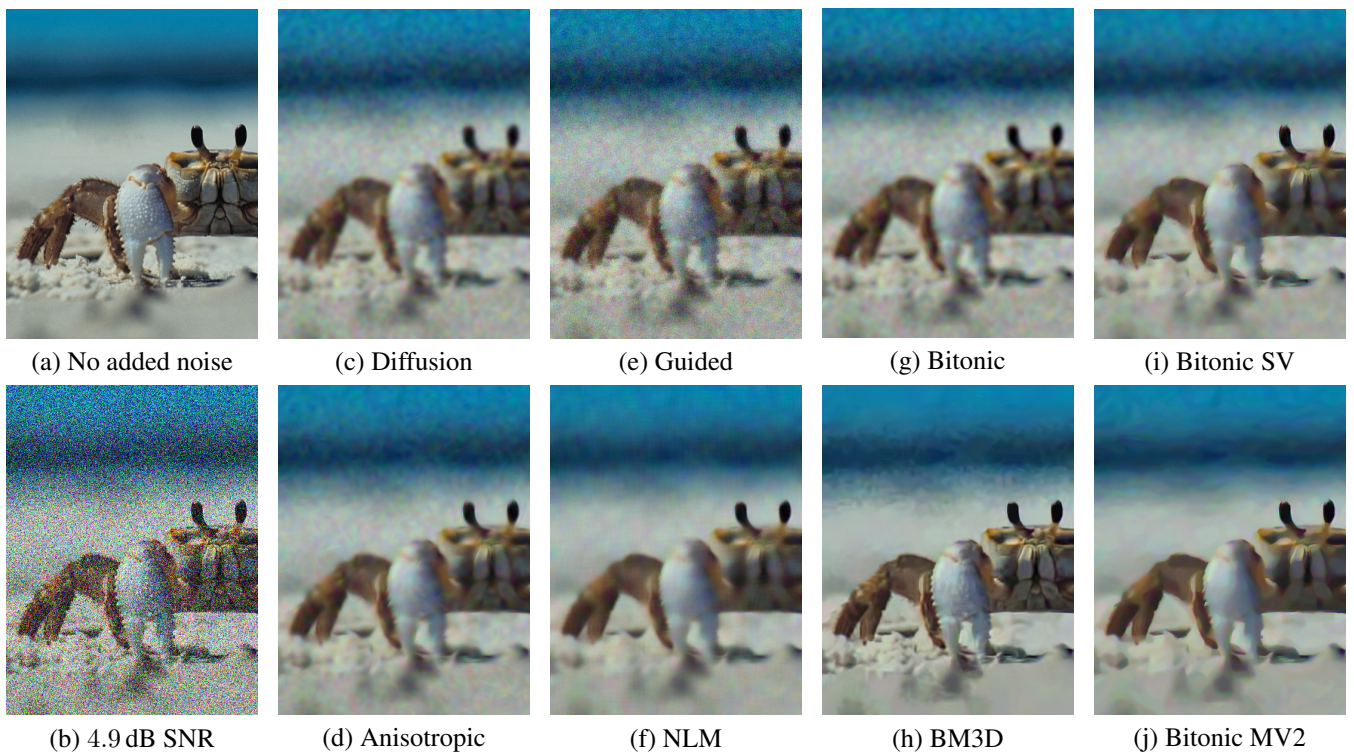 (a) No added noise
(c) Diffusion
(e) Guided
(g) Bitonic
(i) Bitonic SV
(b) 4.9 dB SNR
(d) Anisotropic
(f) NLM
(h) BM3D
(j) Bitonic MV2